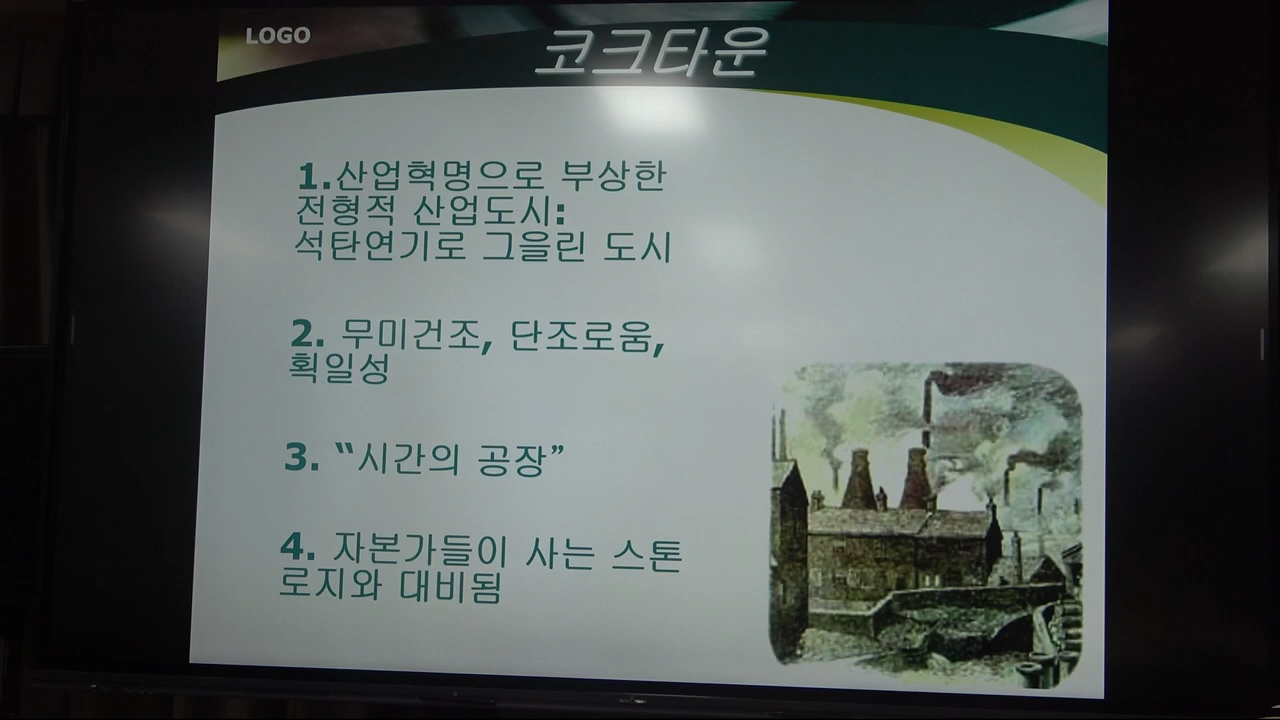 LOGO
코크타운
1.산업혁명으로 부상한
전형적 산업도시:
석탄연기로 그을린 도시
2. 무미건조, 단조로움,
획일성
3. “시간의 공장”
4. 자본가들이 사는 스톤
로지와 대비됨